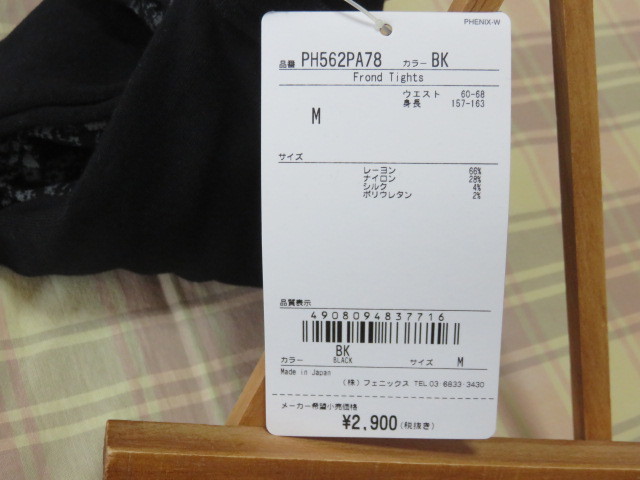 PHENIX-W
品番 PH562PA78 カラー BK
Frond Tights
ウエスト 60-68
身長 157-163
M
サイズ
レーヨン 66%
ナイロン 28%
シルク 4%
ポリウレタン 2%
品質表示
4908094837716
カラー BK サイズ M
BLACK
Made in Japan
(株) フェニックス TEL.03-6833-3430
メーカー希望小売価格
¥2,900(税抜き)